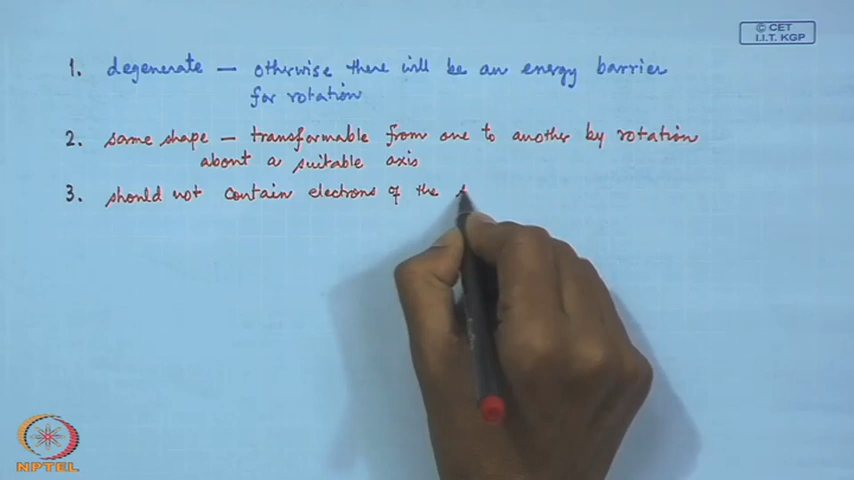 © CET
I.I.T. KGP
1. degenerate — otherwise there will be an energy barrier
for rotation
2. same shape — transformable from one to another by rotation
about a suitable axis
3. should not contain electrons of the s
NPTEL